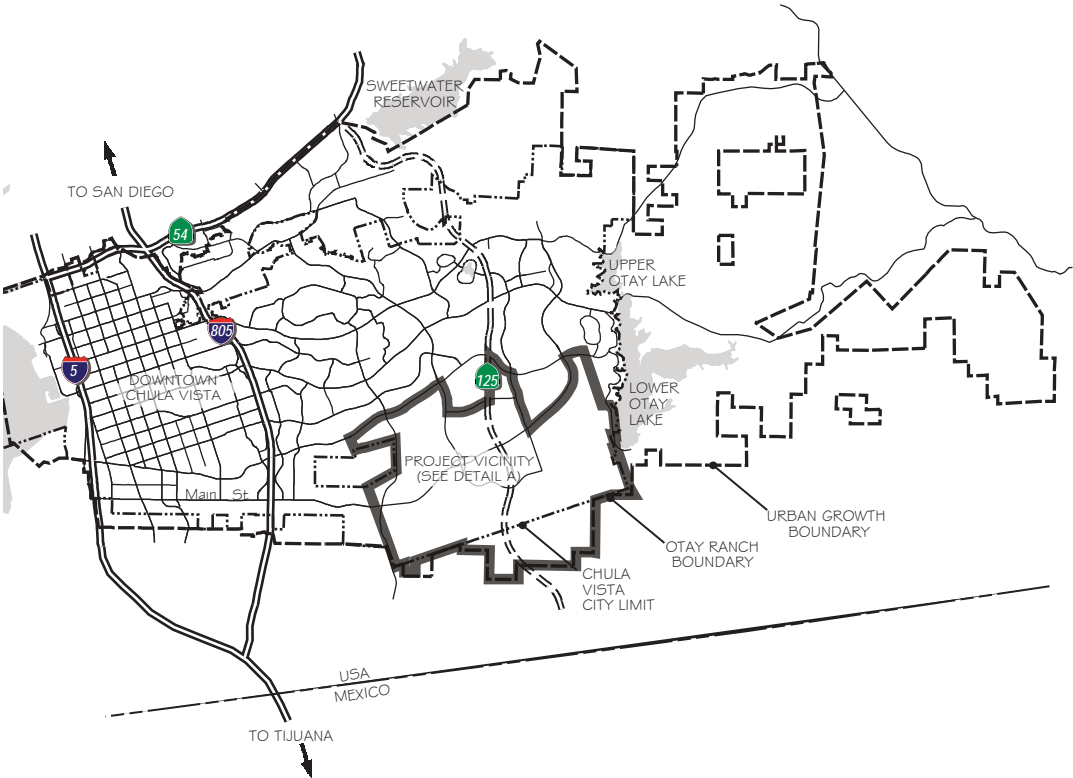 SWEETWATER
RESERVOIR
TO SAN DIEGO
54
UPPER
OTAY LAKE
805
5
125
DOWNTOWN
CHULA VISTA
LOWER
OTAY
LAKE
PROJECT VICINITY
(SEE DETAIL A)
Main St.
URBAN GROWTH
BOUNDARY
OTAY RANCH
BOUNDARY
CHULA
VISTA
CITY LIMIT
USA
MEXICO
TO TIJUANA